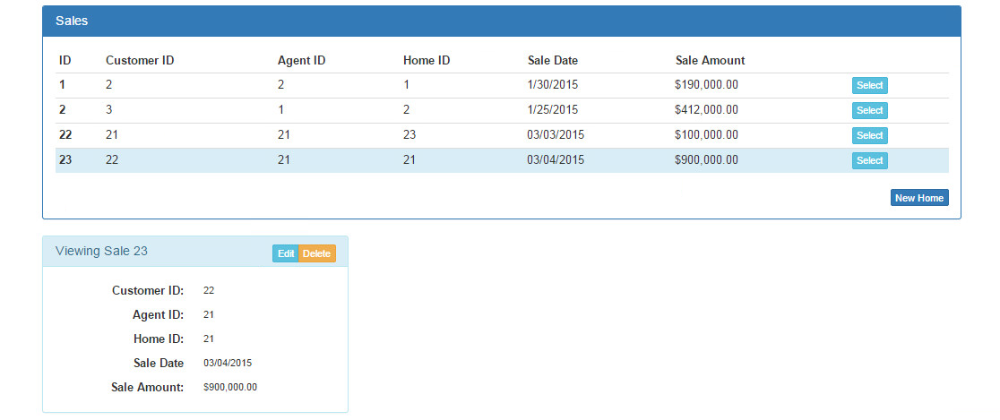 Sales
ID Customer ID Agent ID Home ID Sale Date Sale Amount
1 2 2 1 1/30/2015 $190,000.00 Select
2 3 1 2 1/25/2015 $412,000.00 Select
22 21 21 23 03/03/2015 $100,000.00 Select
23 22 21 21 03/04/2015 $900,000.00 Select
New Home
Viewing Sale 23 Edit Delete
Customer ID: 22
Agent ID: 21
Home ID: 21
Sale Date 03/04/2015
Sale Amount: $900,000.00